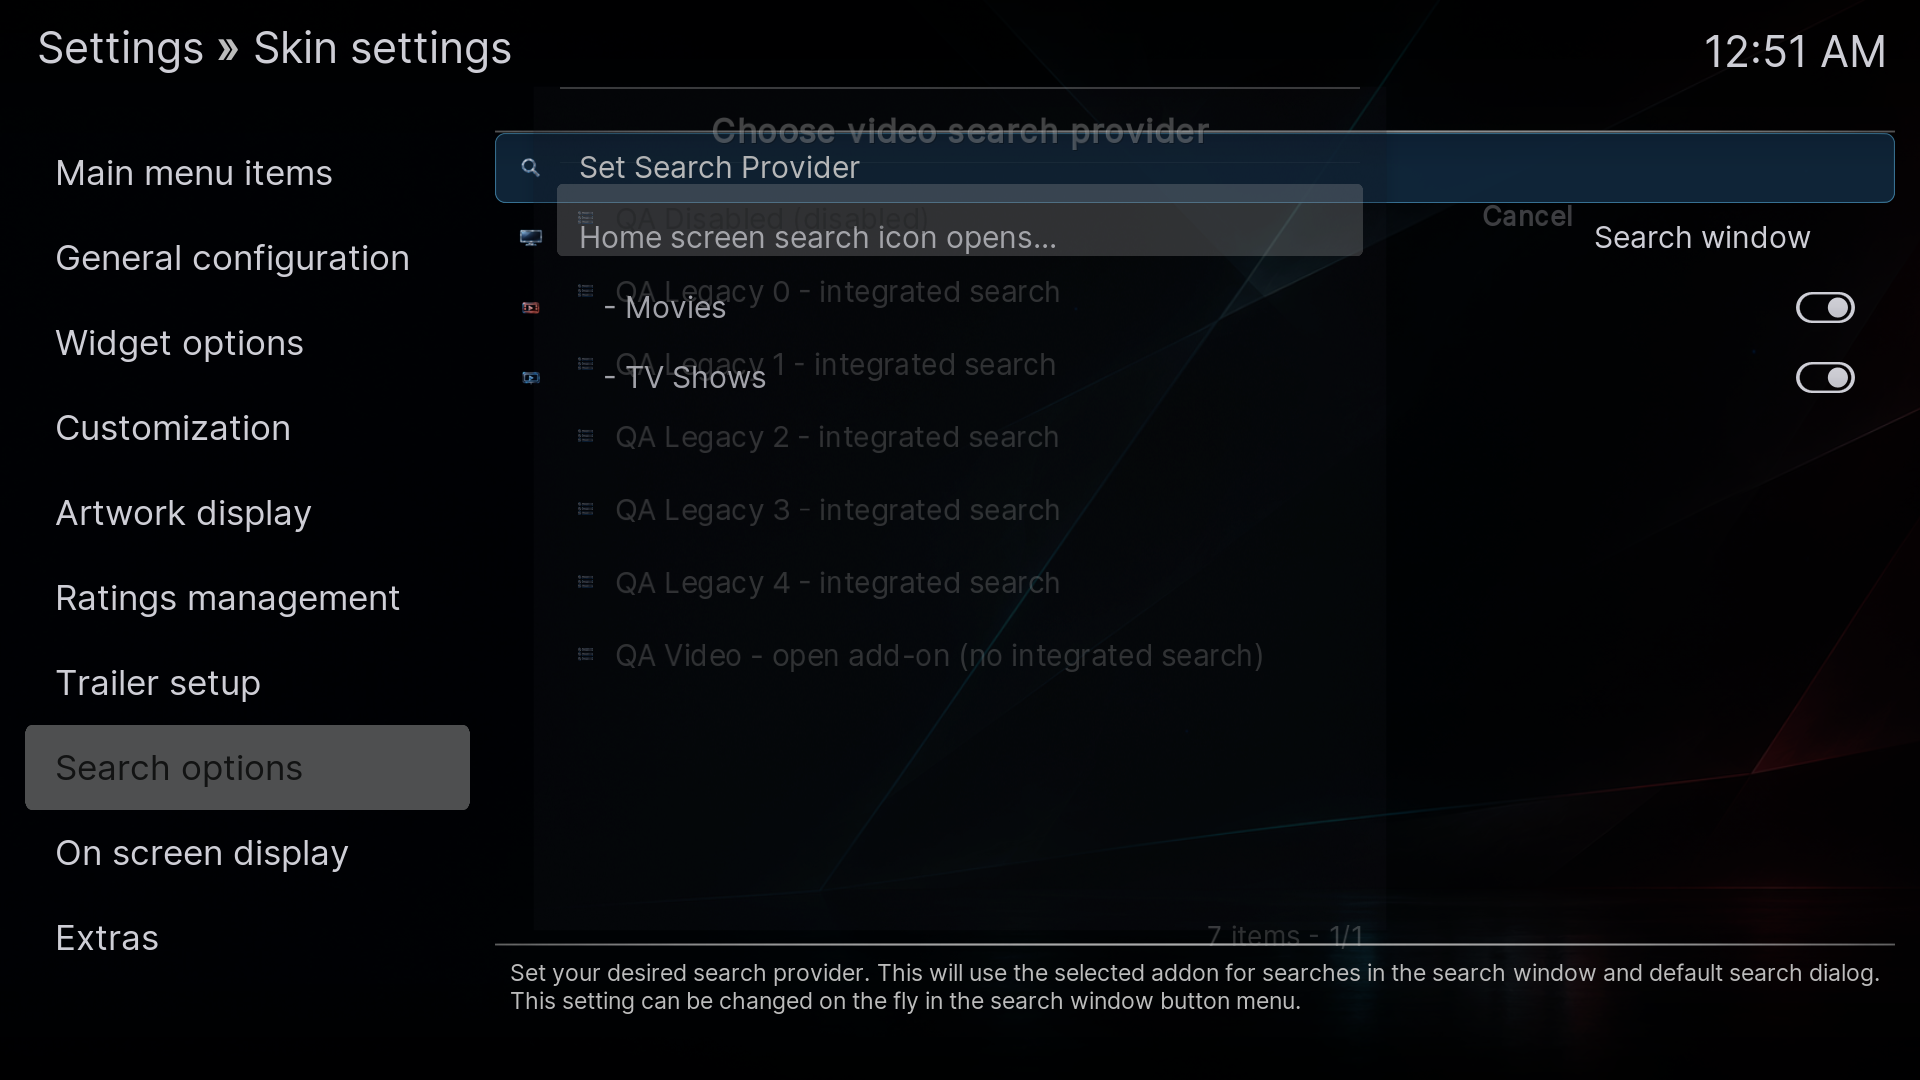 Settings » Skin settings
12:51 AM
Main menu items
General configuration
Widget options
Customization
Artwork display
Ratings management
Trailer setup
Search options
On screen display
Extras
Choose video search provider
Set Search Provider
QA Disabled (disabled)
Cancel
Home screen search icon opens...
Search window
QA Legacy 0 - integrated search
- Movies
QA Legacy 1 - integrated search
- TV Shows
QA Legacy 2 - integrated search
QA Legacy 3 - integrated search
QA Legacy 4 - integrated search
QA Video - open add-on (no integrated search)
7 items - 1/1
Set your desired search provider. This will use the selected addon for searches in the search window and default search dialog.
This setting can be changed on the fly in the search window button menu.